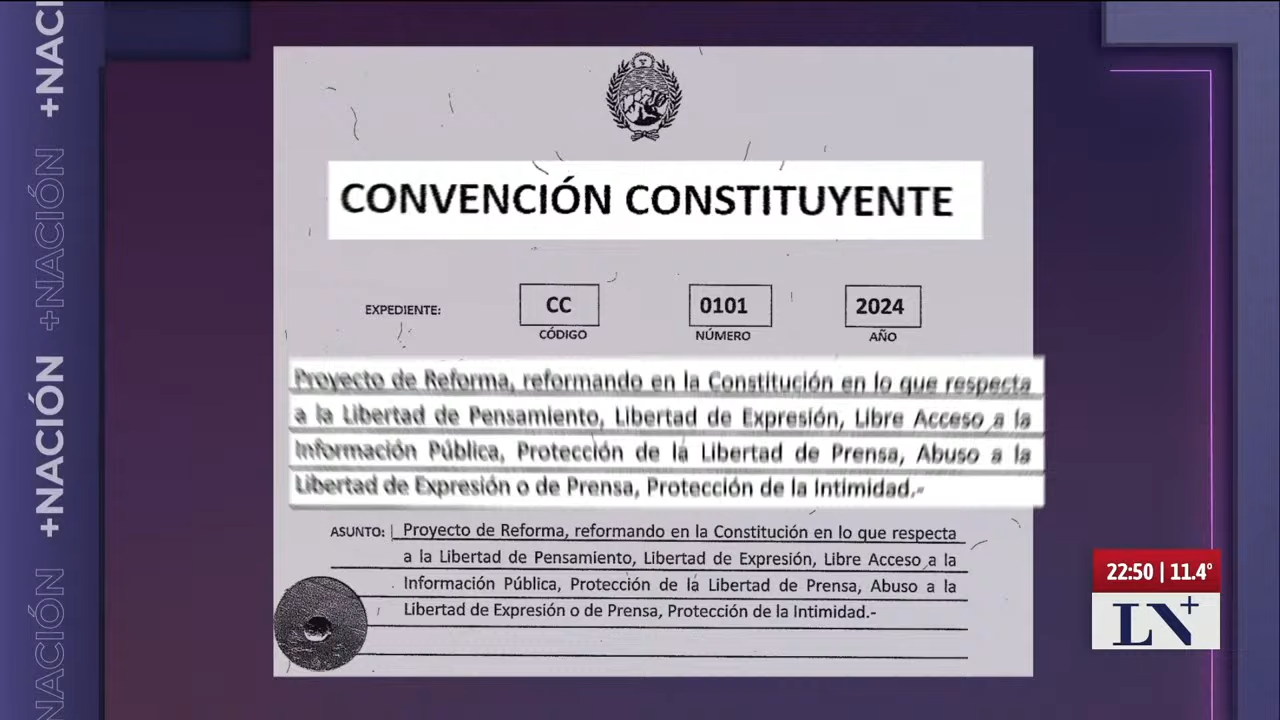 +NACIÓN
+NACIÓN
+NACIÓN
+NACIÓN
CONVENCIÓN CONSTITUYENTE
EXPEDIENTE:
CC
0101
2024
CÓDIGO
NÚMERO
AÑO
Proyecto de Reforma, reformando en la Constitución en lo que respecta
a la Libertad de Pensamiento, Libertad de Expresión, Libre Acceso a la
Información Pública, Protección de la Libertad de Prensa, Abuso a la
Libertad de Expresión o de Prensa, Protección de la Intimidad.-
ASUNTO: Proyecto de Reforma, reformando en la Constitución en lo que respecta
a la Libertad de Pensamiento, Libertad de Expresión, Libre Acceso a la
Información Pública, Protección de la Libertad de Prensa, Abuso a la
Libertad de Expresión o de Prensa, Protección de la Intimidad.-
22:50 | 11.4°
LN+